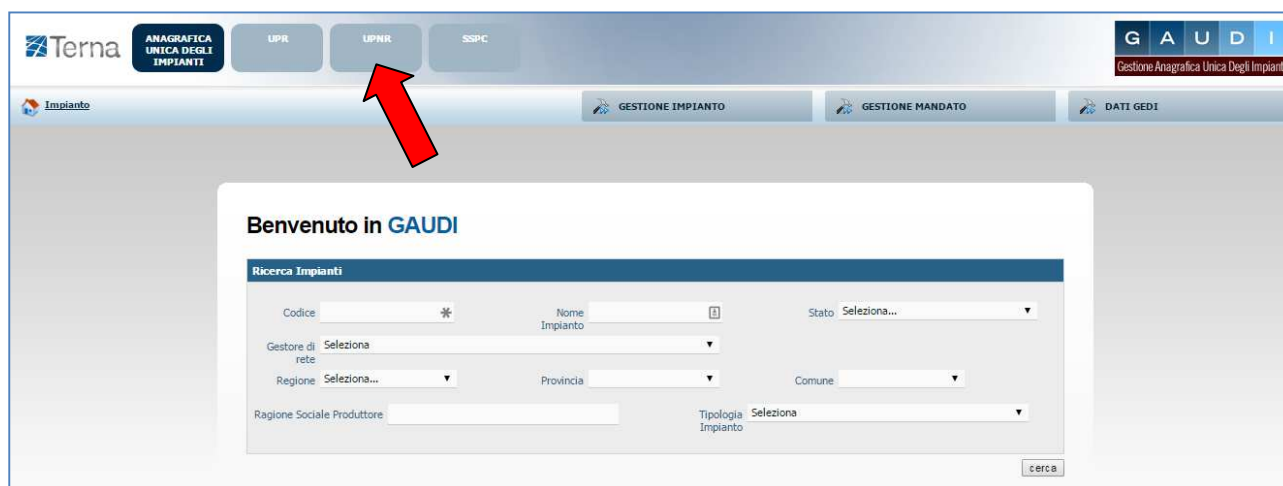 Terna
ANAGRAFICA
UNICA DEGLI
IMPIANTI
UPR
UPNR
SSPC
G A U D I
Gestione Anagrafica Unica Degli Impiant
Impianto
GESTIONE IMPIANTO
GESTIONE MANDATO
DATI GEDI
Benvenuto in GAUDI
Ricerca Impianti
Codice
Nome
Impianto
Stato Seleziona...
Gestore di
rete
Seleziona
Regione Seleziona...
Provincia
Comune
Ragione Sociale Produttore
Tipologia
Impianto
Seleziona
cerca